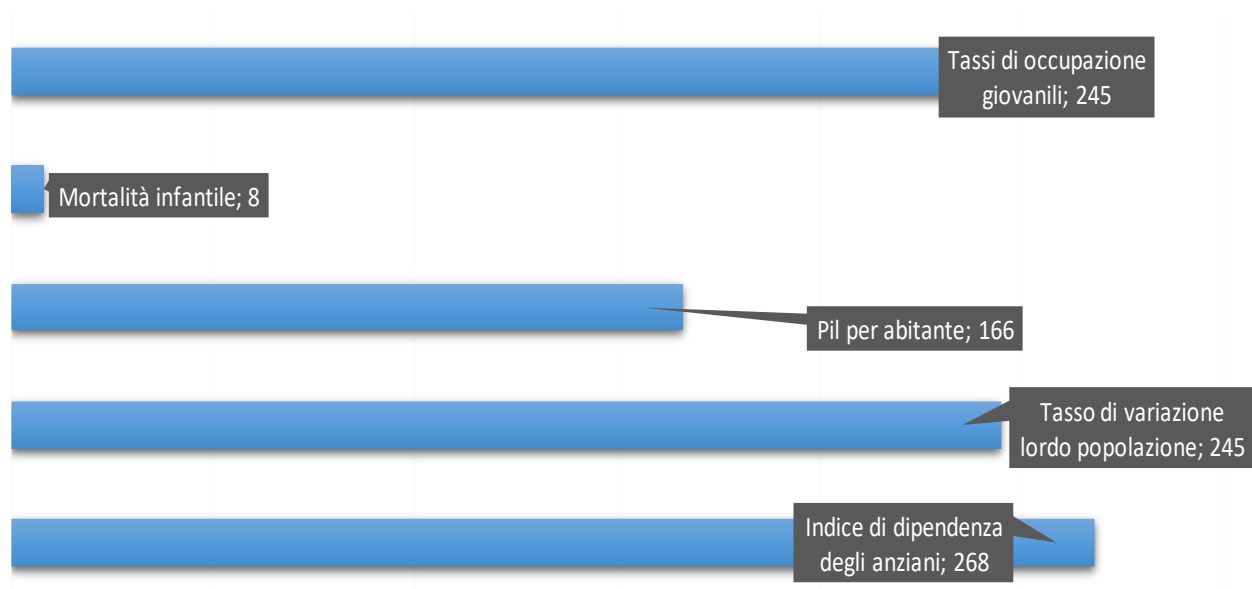 Tassi di occupazione
giovanili; 245
Mortalità infantile; 8
Pil per abitante; 166
Tasso di variazione
lordo popolazione; 245
Indice di dipendenza
degli anziani; 268